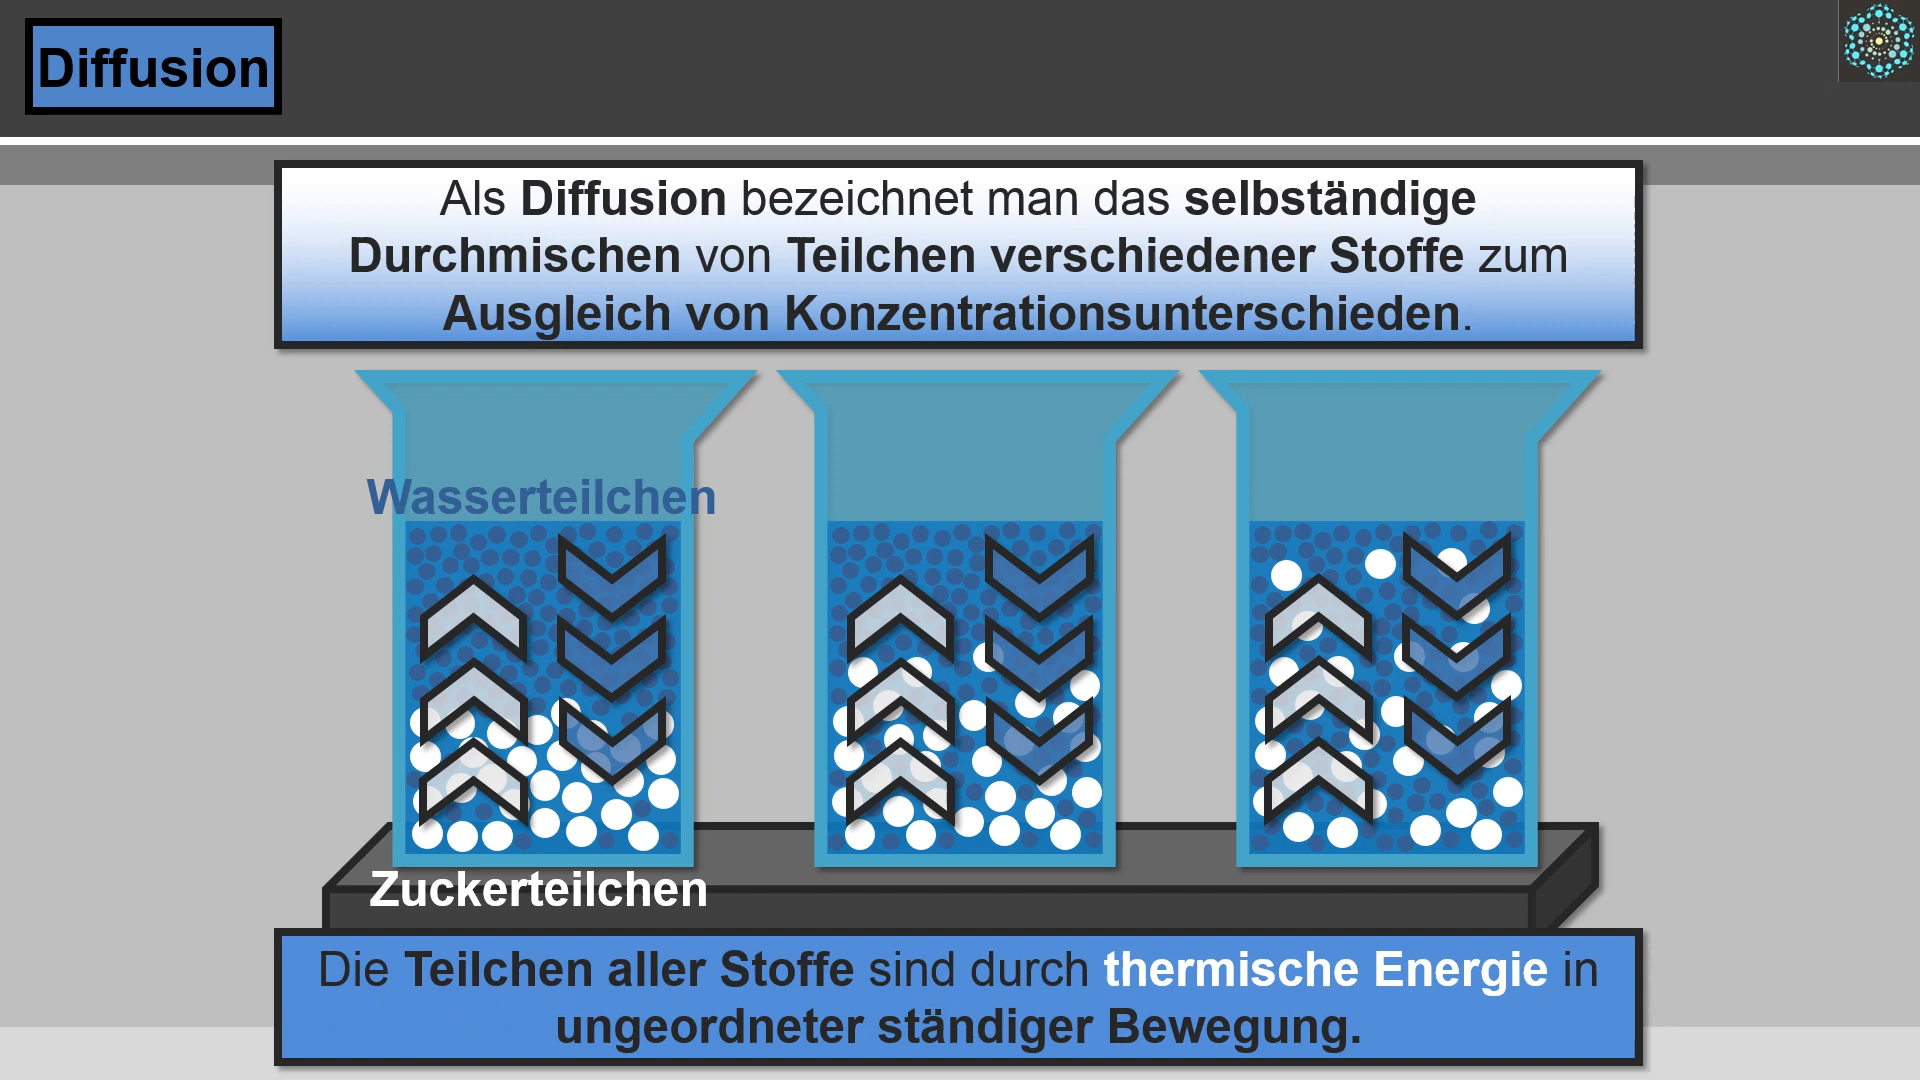 Diffusion
Als Diffusion bezeichnet man das selbständige
Durchmischen von Teilchen verschiedener Stoffe zum
Ausgleich von Konzentrationsunterschieden.
Wasserteilchen
Zuckerteilchen
Die Teilchen aller Stoffe sind durch thermische Energie in
ungeordneter ständiger Bewegung.